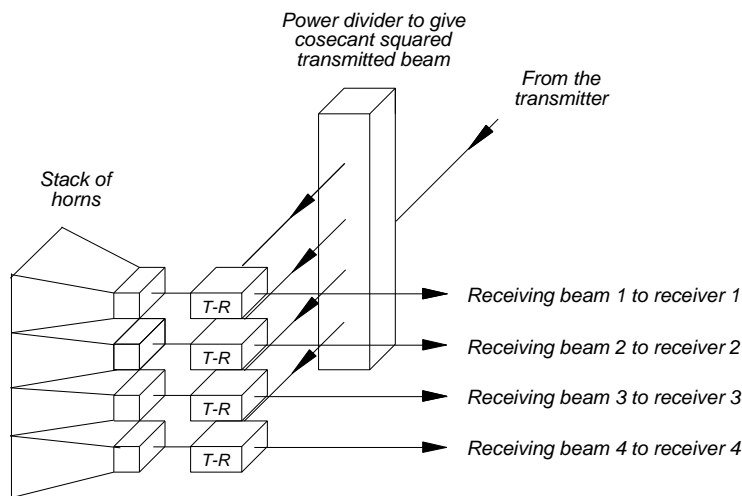 Power divider to give
cosecant squared
transmitted beam
From the
transmitter
Stack of
horns
T-R
Receiving beam 1 to receiver 1
T-R
Receiving beam 2 to receiver 2
T-R
Receiving beam 3 to receiver 3
T-R
Receiving beam 4 to receiver 4